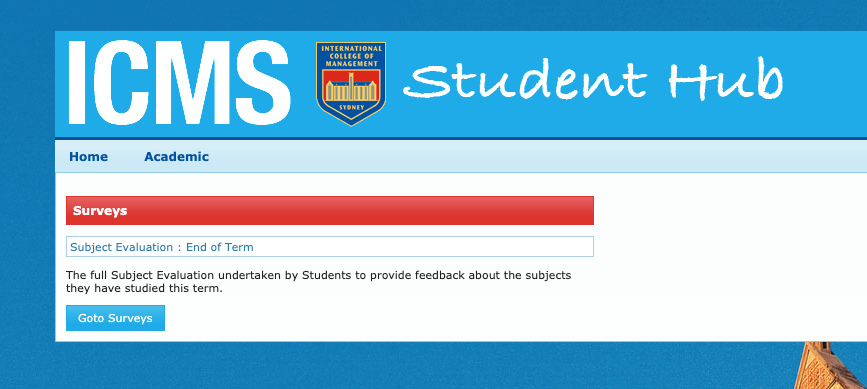 ICMS
INTERNATIONAL
COLLEGE OF
MANAGEMENT
SYDNEY
Student Hub
Home Academic
Surveys
Subject Evaluation : End of Term
The full Subject Evaluation undertaken by Students to provide feedback about the subjects
they have studied this term.
Goto Surveys